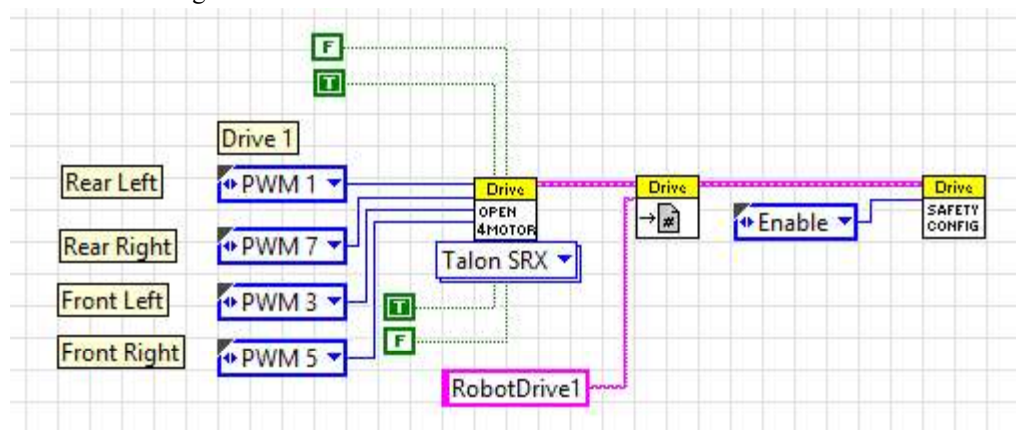 F
T
Drive 1
Rear Left
PWM 1
Rear Right
PWM 7
Front Left
PWM 3
Front Right
PWM 5
Drive
OPEN
4MOTOR
Talon SRX
T
F
RobotDrive1
Drive
#
Enable
Drive
SAFETY
CONFIG